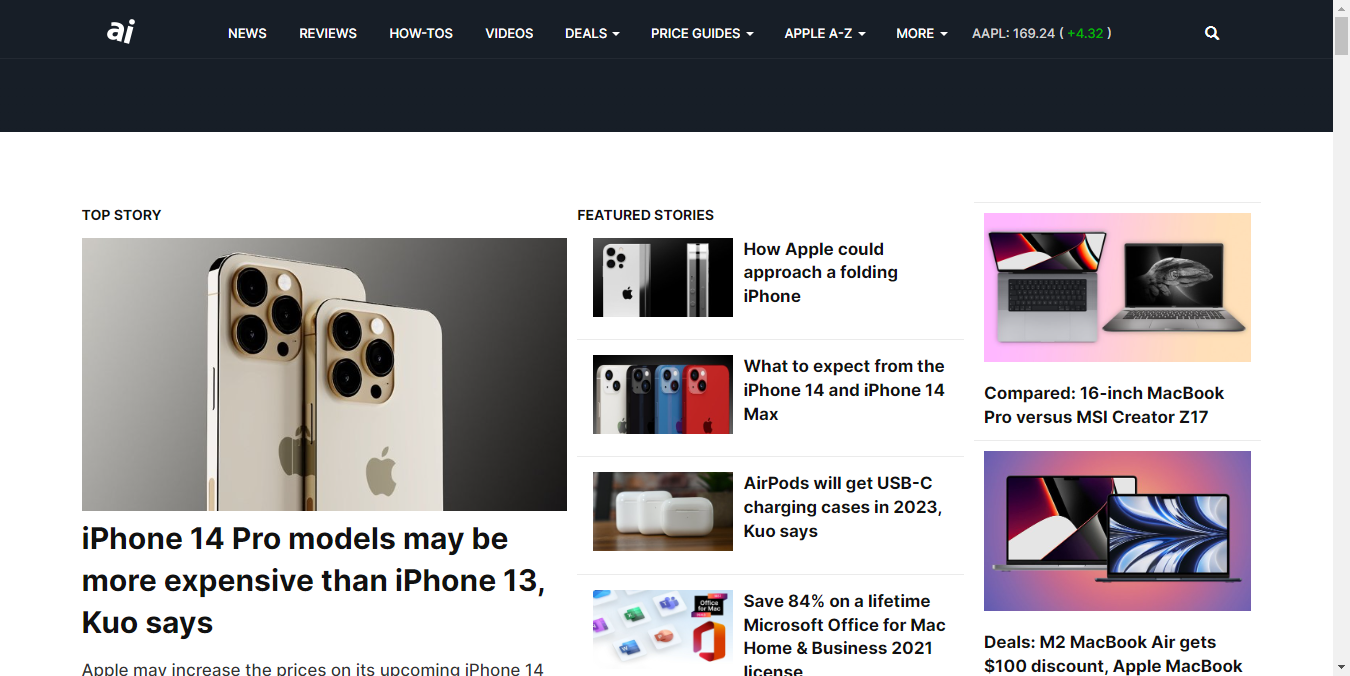 ai
NEWS
REVIEWS
HOW-TOS
VIDEOS
DEALS
PRICE GUIDES
APPLE A-Z
MORE
AAPL: 169.24 ( +4.32 )
TOP STORY
iPhone 14 Pro models may be
more expensive than iPhone 13,
Kuo says
Apple may increase the prices on its upcoming iPhone 14
FEATURED STORIES
How Apple could
approach a folding
iPhone
What to expect from the
iPhone 14 and iPhone 14
Max
AirPods will get USB-C
charging cases in 2023,
Kuo says
Office
for Mac
Save 84% on a lifetime
Microsoft Office for Mac
Home & Business 2021
license
Compared: 16-inch MacBook
Pro versus MSI Creator Z17
Deals: M2 MacBook Air gets
$100 discount, Apple MacBook